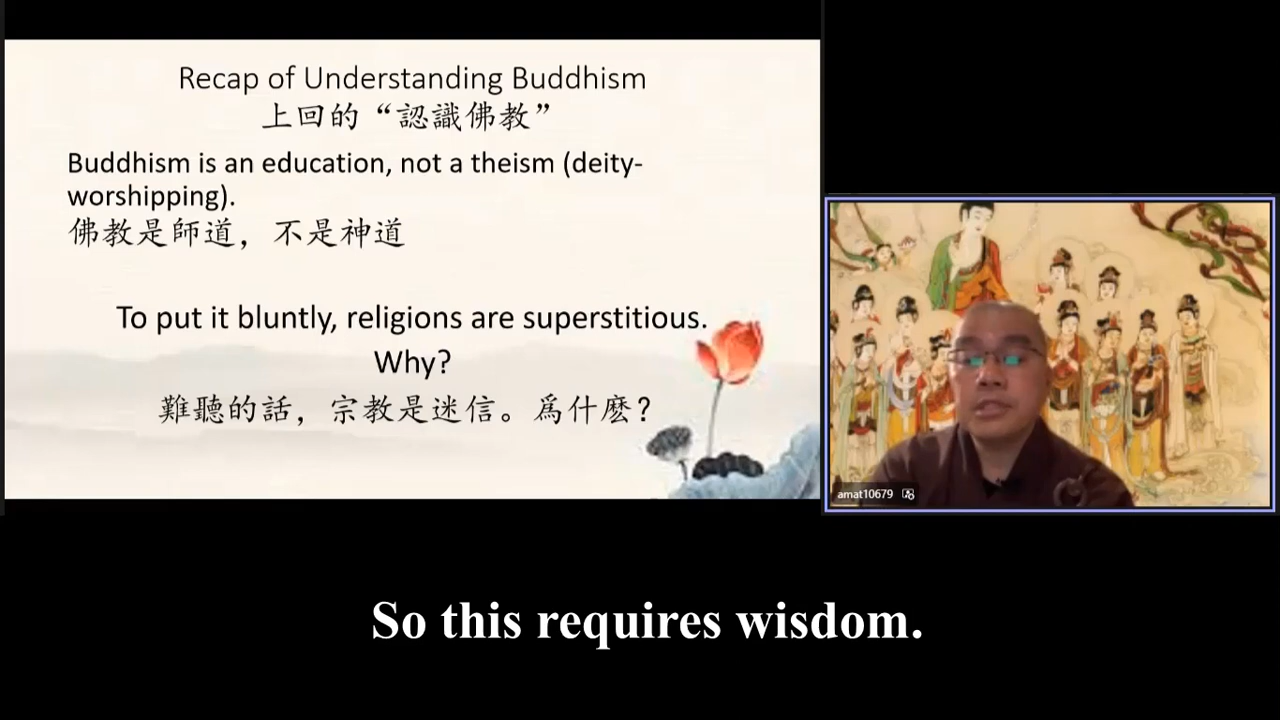 Recap of Understanding Buddhism
上回的“認識佛教”
Buddhism is an education, not a theism (deity-
worshipping).
佛教是師道，不是神道
To put it bluntly, religions are superstitious.
Why?
難聽的話，宗教是迷信。爲什麽？
amat10679
So this requires wisdom.